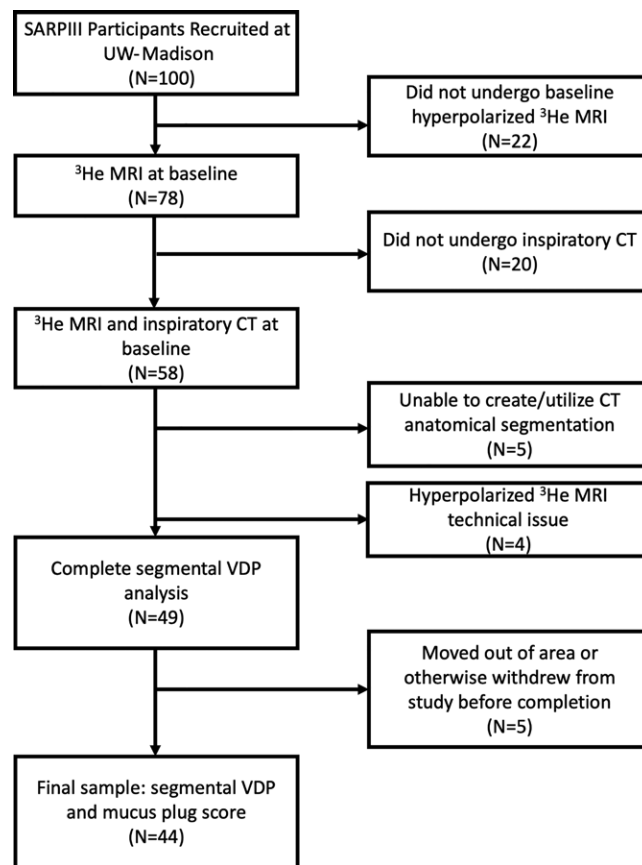 SARPIII Participants Recruited at
UW-Madison
(N=100)
Did not undergo baseline
hyperpolarized ³He MRI
(N=22)
³He MRI at baseline
(N=78)
Did not undergo inspiratory CT
(N=20)
³He MRI and inspiratory CT at
baseline
(N=58)
Unable to create/utilize CT
anatomical segmentation
(N=5)
Hyperpolarized ³He MRI
technical issue
(N=4)
Complete segmental VDP
analysis
(N=49)
Moved out of area or
otherwise withdrew from
study before completion
(N=5)
Final sample: segmental VDP
and mucus plug score
(N=44)